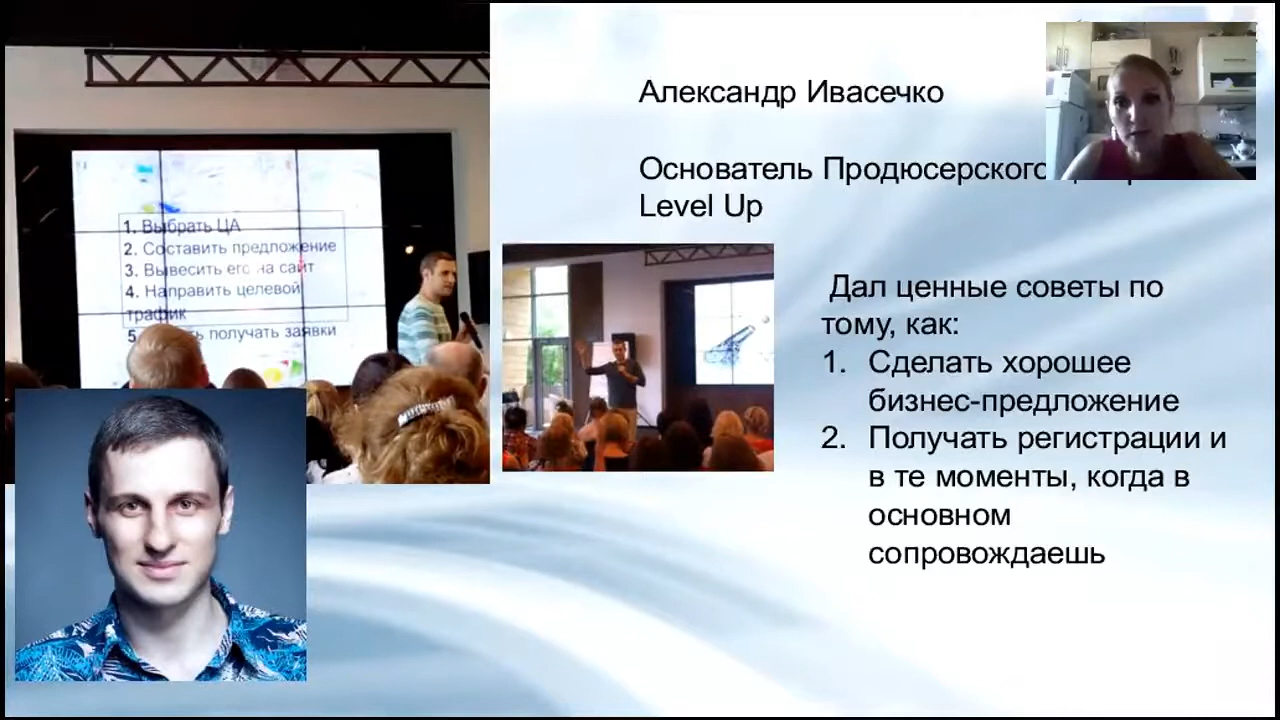 Александр Ивасечко
Основатель Продюсерского
Level Up
1. Выбрать ЦА
2. Составить предложение
3. Вывесить его на сайт
4. Направить целевой
трафик
5 получать заявки
Дал ценные советы по
тому, как:
1. Сделать хорошее
бизнес-предложение
2. Получать регистрации и
в те моменты, когда в
основном
сопровождаешь